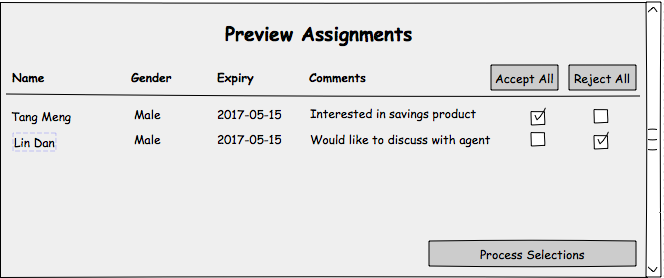 Preview Assignments
Name Gender Expiry Comments Accept All Reject All
Tang Meng Male 2017-05-15 Interested in savings product
Lin Dan Male 2017-05-15 Would like to discuss with agent
Process Selections